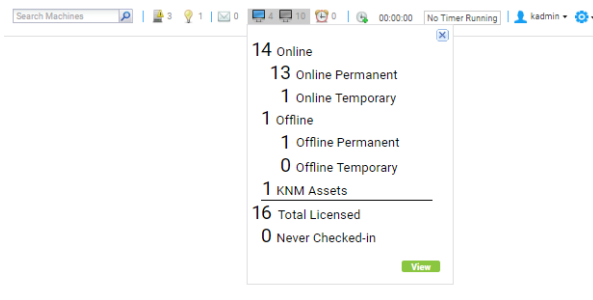 Search Machines 3 1 0 4 10 0 00:00:00 No Timer Running kadmin
14 Online
13 Online Permanent
1 Online Temporary
1 Offline
1 Offline Permanent
0 Offline Temporary
1 KNM Assets
16 Total Licensed
0 Never Checked-in
View